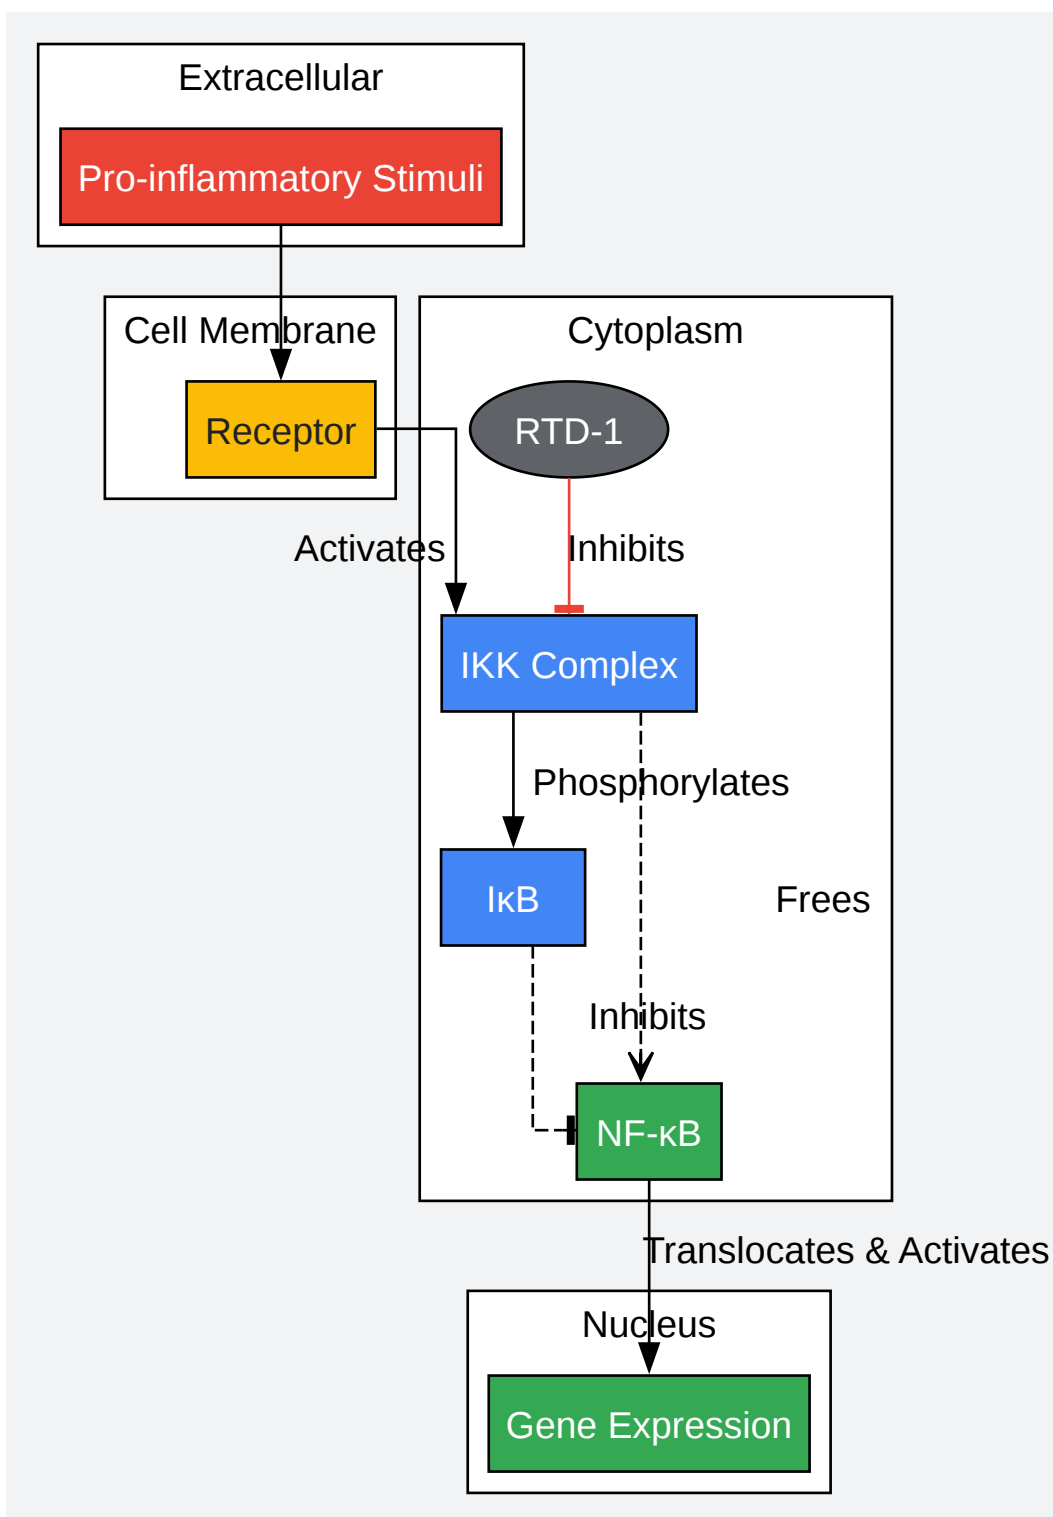 Extracellular
Pro-inflammatory Stimuli
Cell Membrane
Cytoplasm
Receptor
RTD-1
Activates
Inhibits
IKK Complex
Phosphorylates
IκB
Frees
Inhibits
NF-κB
Translocates & Activates
Nucleus
Gene Expression